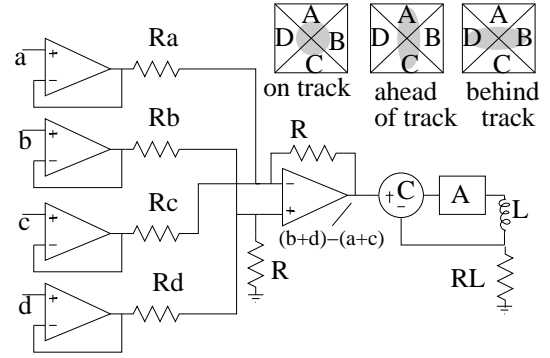 A
D B
C
on track
A
D B
C
ahead
of track
A
D B
C
behind
track
a + − Ra
b + − Rb
c + − Rc
d + − Rd
R
− +
(b+d)−(a+c)
R
+ − C
A
L
RL